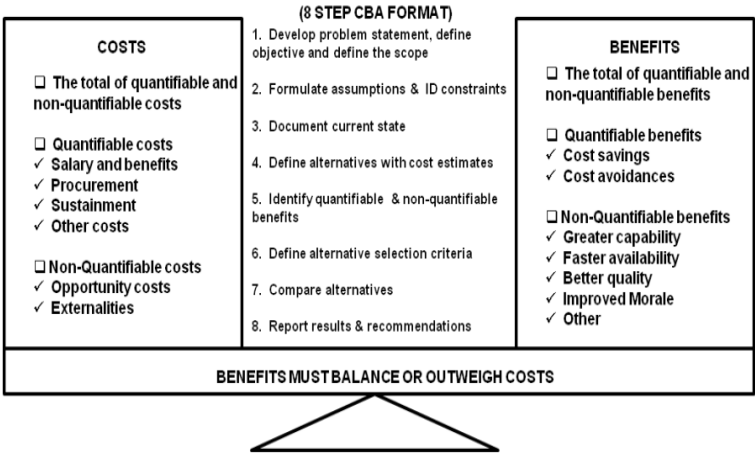 (8 STEP CBA FORMAT)
COSTS
❑ The total of quantifiable and
non-quantifiable costs
❑ Quantifiable costs
✓ Salary and benefits
✓ Procurement
✓ Sustainment
✓ Other costs
❑ Non-Quantifiable costs
✓ Opportunity costs
✓ Externalities
1. Develop problem statement, define
objective and define the scope
2. Formulate assumptions & ID constraints
3. Document current state
4. Define alternatives with cost estimates
5. Identify quantifiable & non-quantifiable
benefits
6. Define alternative selection criteria
7. Compare alternatives
8. Report results & recommendations
BENEFITS
❑ The total of quantifiable and
non-quantifiable benefits
❑ Quantifiable benefits
✓ Cost savings
✓ Cost avoidances
❑ Non-Quantifiable benefits
✓ Greater capability
✓ Faster availability
✓ Better quality
✓ Improved Morale
✓ Other
BENEFITS MUST BALANCE OR OUTWEIGH COSTS